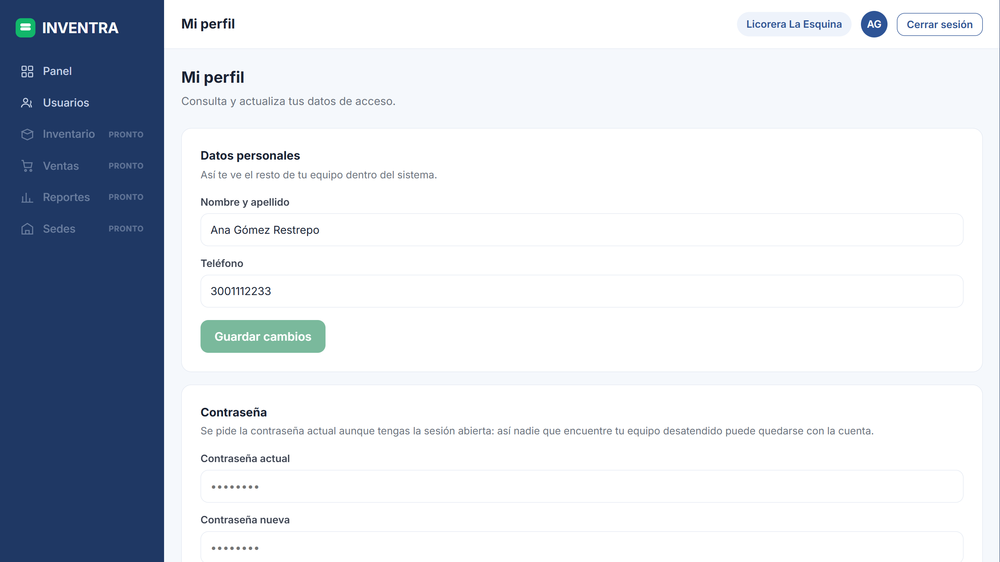 INVENTRA
Panel
Usuarios
Inventario PRONTO
Ventas PRONTO
Reportes PRONTO
Sedes PRONTO
Mi perfil
Licorera La Esquina
AG
Cerrar sesión
Mi perfil
Consulta y actualiza tus datos de acceso.
Datos personales
Así te ve el resto de tu equipo dentro del sistema.
Nombre y apellido
Ana Gómez Restrepo
Teléfono
3001112233
Guardar cambios
Contraseña
Se pide la contraseña actual aunque tengas la sesión abierta: así nadie que encuentre tu equipo desatendido puede quedarse con la cuenta.
Contraseña actual
••••••••
Contraseña nueva
••••••••